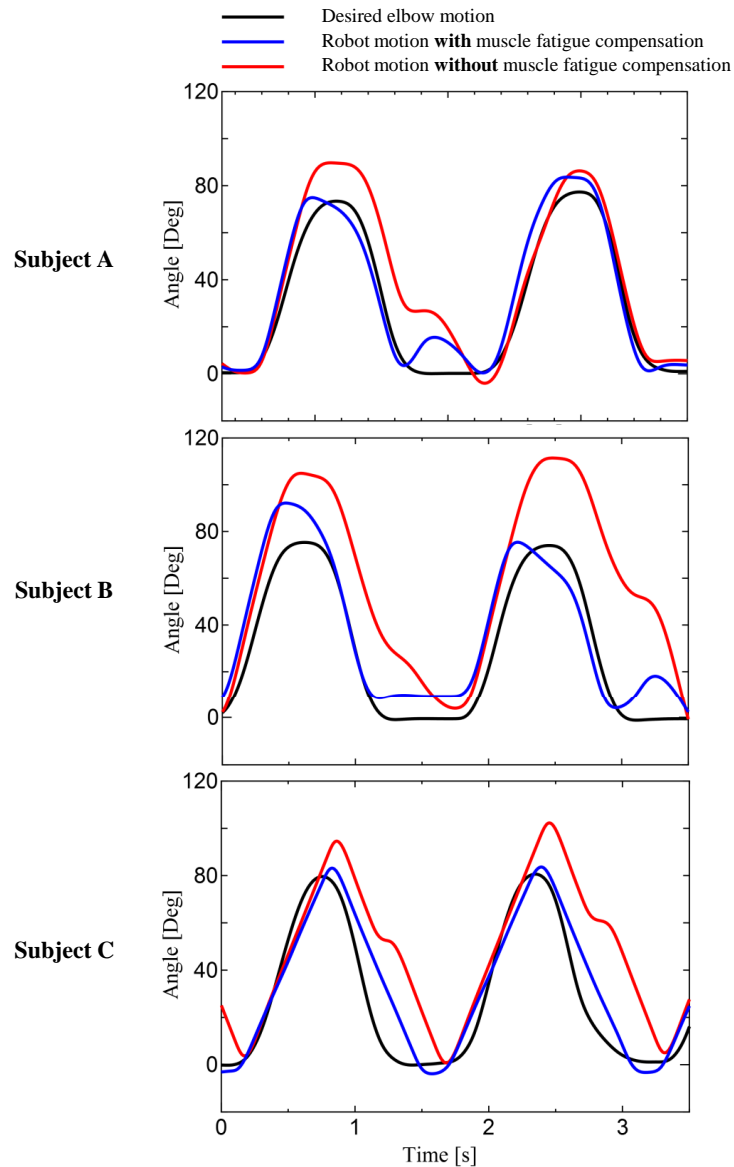 Desired elbow motion
Robot motion with muscle fatigue compensation
Robot motion without muscle fatigue compensation
120
80
40
0
Angle [Deg]
Subject A
120
80
40
0
Angle [Deg]
Subject B
120
80
40
0
Angle [Deg]
Subject C
0
1
2
3
Time [s]